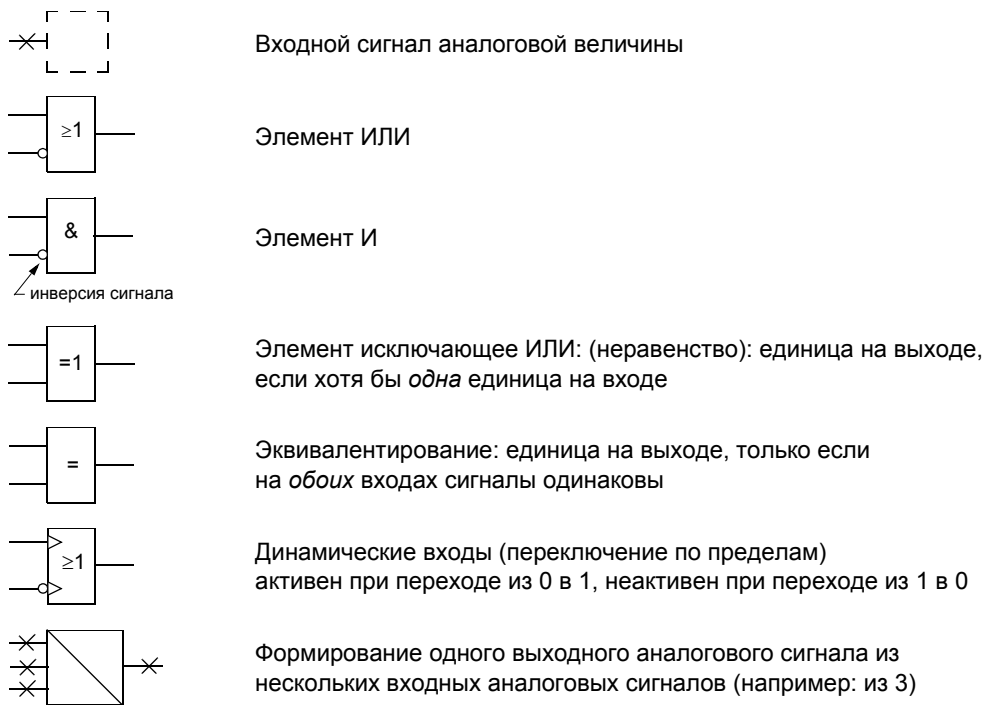 Входной сигнал аналоговой величины
≥1
Элемент ИЛИ
&
Элемент И
инверсия сигнала
=1
Элемент исключающее ИЛИ: (неравенство): единица на выходе,
если хотя бы одна единица на входе
=
Эквивалентирование: единица на выходе, только если
на обоих входах сигналы одинаковы
≥1
Динамические входы (переключение по пределам)
активен при переходе из 0 в 1, неактивен при переходе из 1 в 0
Формирование одного выходного аналогового сигнала из
нескольких входных аналоговых сигналов (например: из 3)